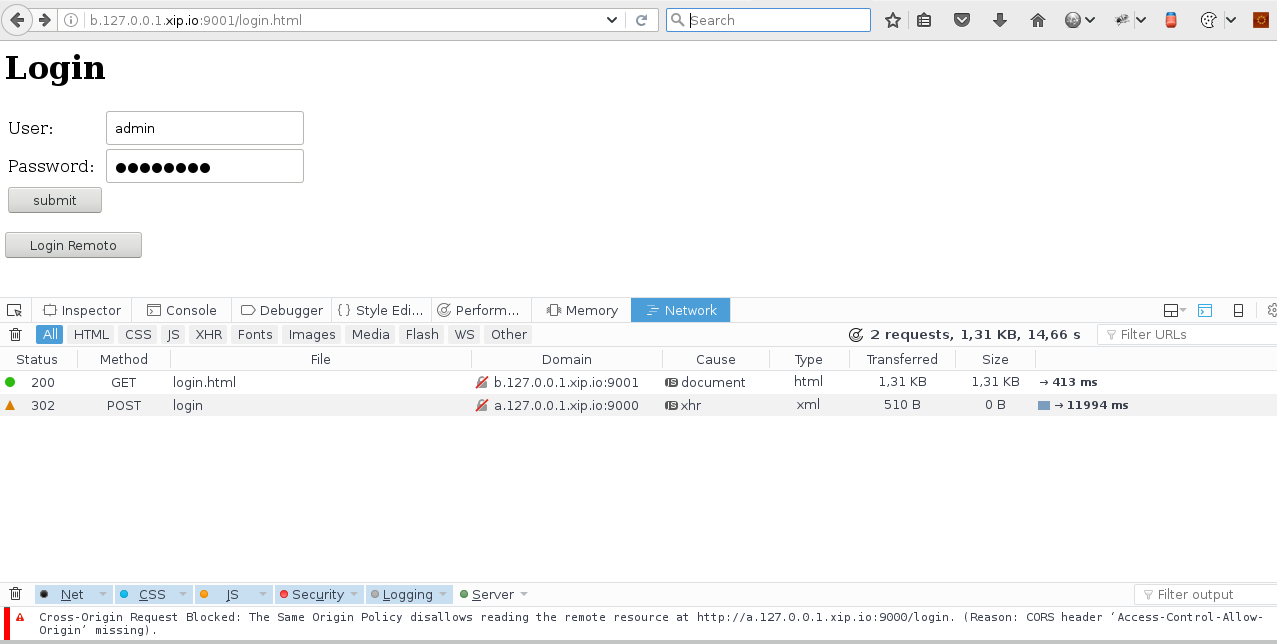 b.127.0.0.1.xip.io:9001/login.html
Search
Login
User:
admin
Password:
submit
Login Remoto
Inspector
Console
Debugger
{ } Style Edi...
Perform...
Memory
Network
All
HTML
CSS
JS
XHR
Fonts
Images
Media
Flash
WS
Other
2 requests, 1,31 KB, 14,66 s
Filter URLs
Status Method File Domain Cause Type Transferred Size
200 GET login.html b.127.0.0.1.xip.io:9001 JS document html 1,31 KB 1,31 KB → 413 ms
302 POST login a.127.0.0.1.xip.io:9000 JS xhr xml 510 B 0 B → 11994 ms
Net
CSS
JS
Security
Logging
Server
Filter output
Cross-Origin Request Blocked: The Same Origin Policy disallows reading the remote resource at http://a.127.0.0.1.xip.io:9000/login. (Reason: CORS header ‘Access-Control-Allow-
Origin’ missing).